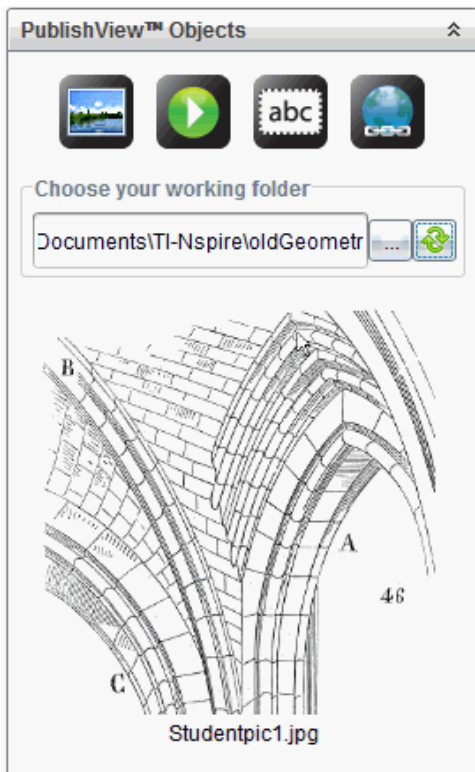 PublishView™ Objects
abc
Choose your working folder
Documents\TI-Nspire\oldGeometr
...
B
A
46
C
Studentpic1.jpg